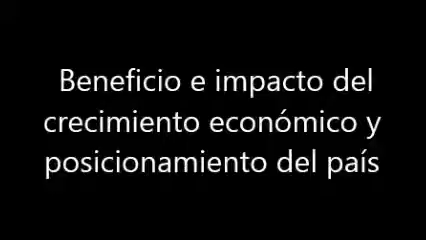 Beneficio e impacto del
crecimiento económico y
posicionamiento del país